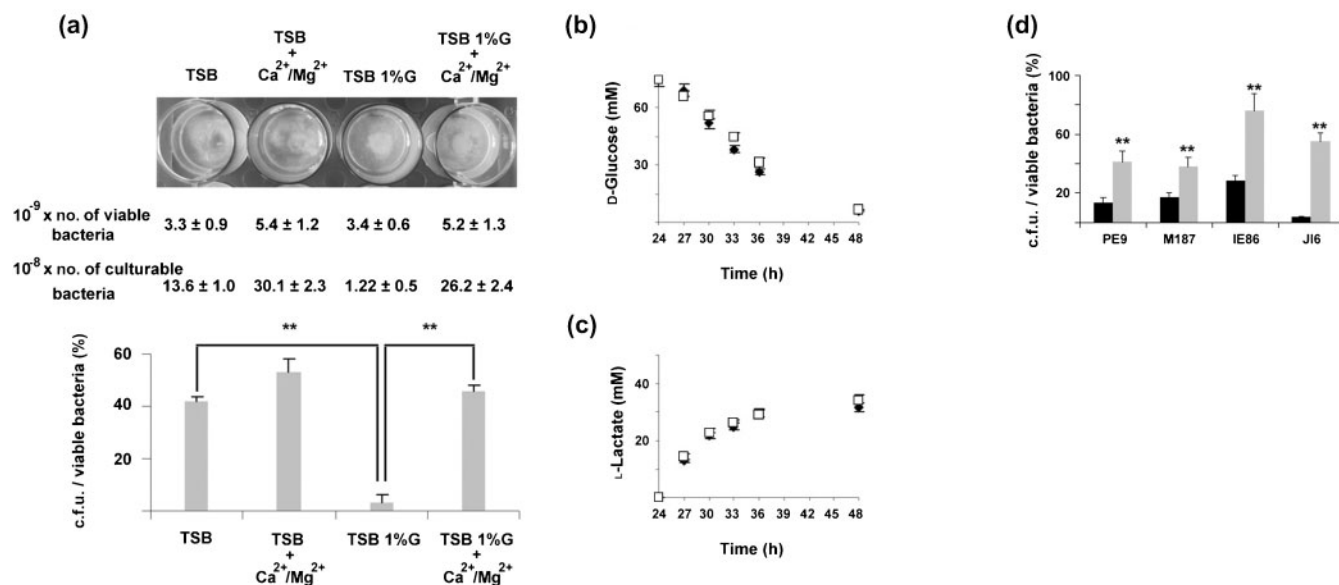 (a)
TSB
TSB
+
Ca2+/Mg2+
TSB 1%G
TSB 1%G
+
Ca2+/Mg2+
10-9 x no. of viable
bacteria
3.3 ± 0.9
5.4 ± 1.2
3.4 ± 0.6
5.2 ± 1.3
10-8 x no. of culturable
bacteria
13.6 ± 1.0
30.1 ± 2.3
1.22 ± 0.5
26.2 ± 2.4
c.f.u. / viable bacteria (%)
60
40
20
**
**
TSB
TSB
+
Ca2+/Mg2+
TSB 1%G
TSB 1%G
+
Ca2+/Mg2+
(b)
D-Glucose (mM)
60
30
24 27 30 33 36 39 42 45 48
Time (h)
(c)
L-Lactate (mM)
40
20
24 27 30 33 36 39 42 45 48
Time (h)
(d)
c.f.u. / viable bacteria (%)
100
60
20
**
**
**
**
PE9 M187 IE86 JI6